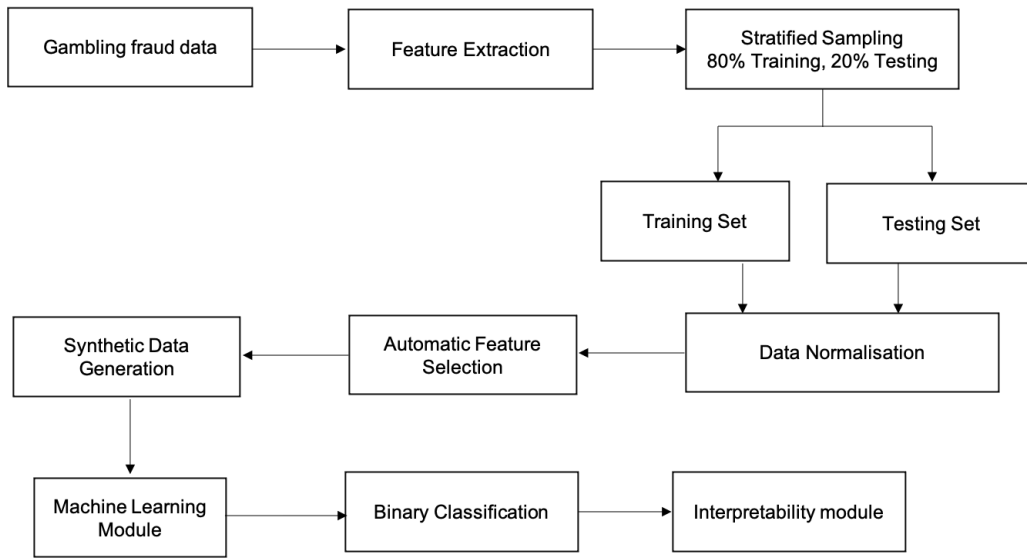 Gambling fraud data
Feature Extraction
Stratified Sampling
80% Training, 20% Testing
Training Set
Testing Set
Synthetic Data
Generation
Automatic Feature
Selection
Data Normalisation
Machine Learning
Module
Binary Classification
Interpretability module